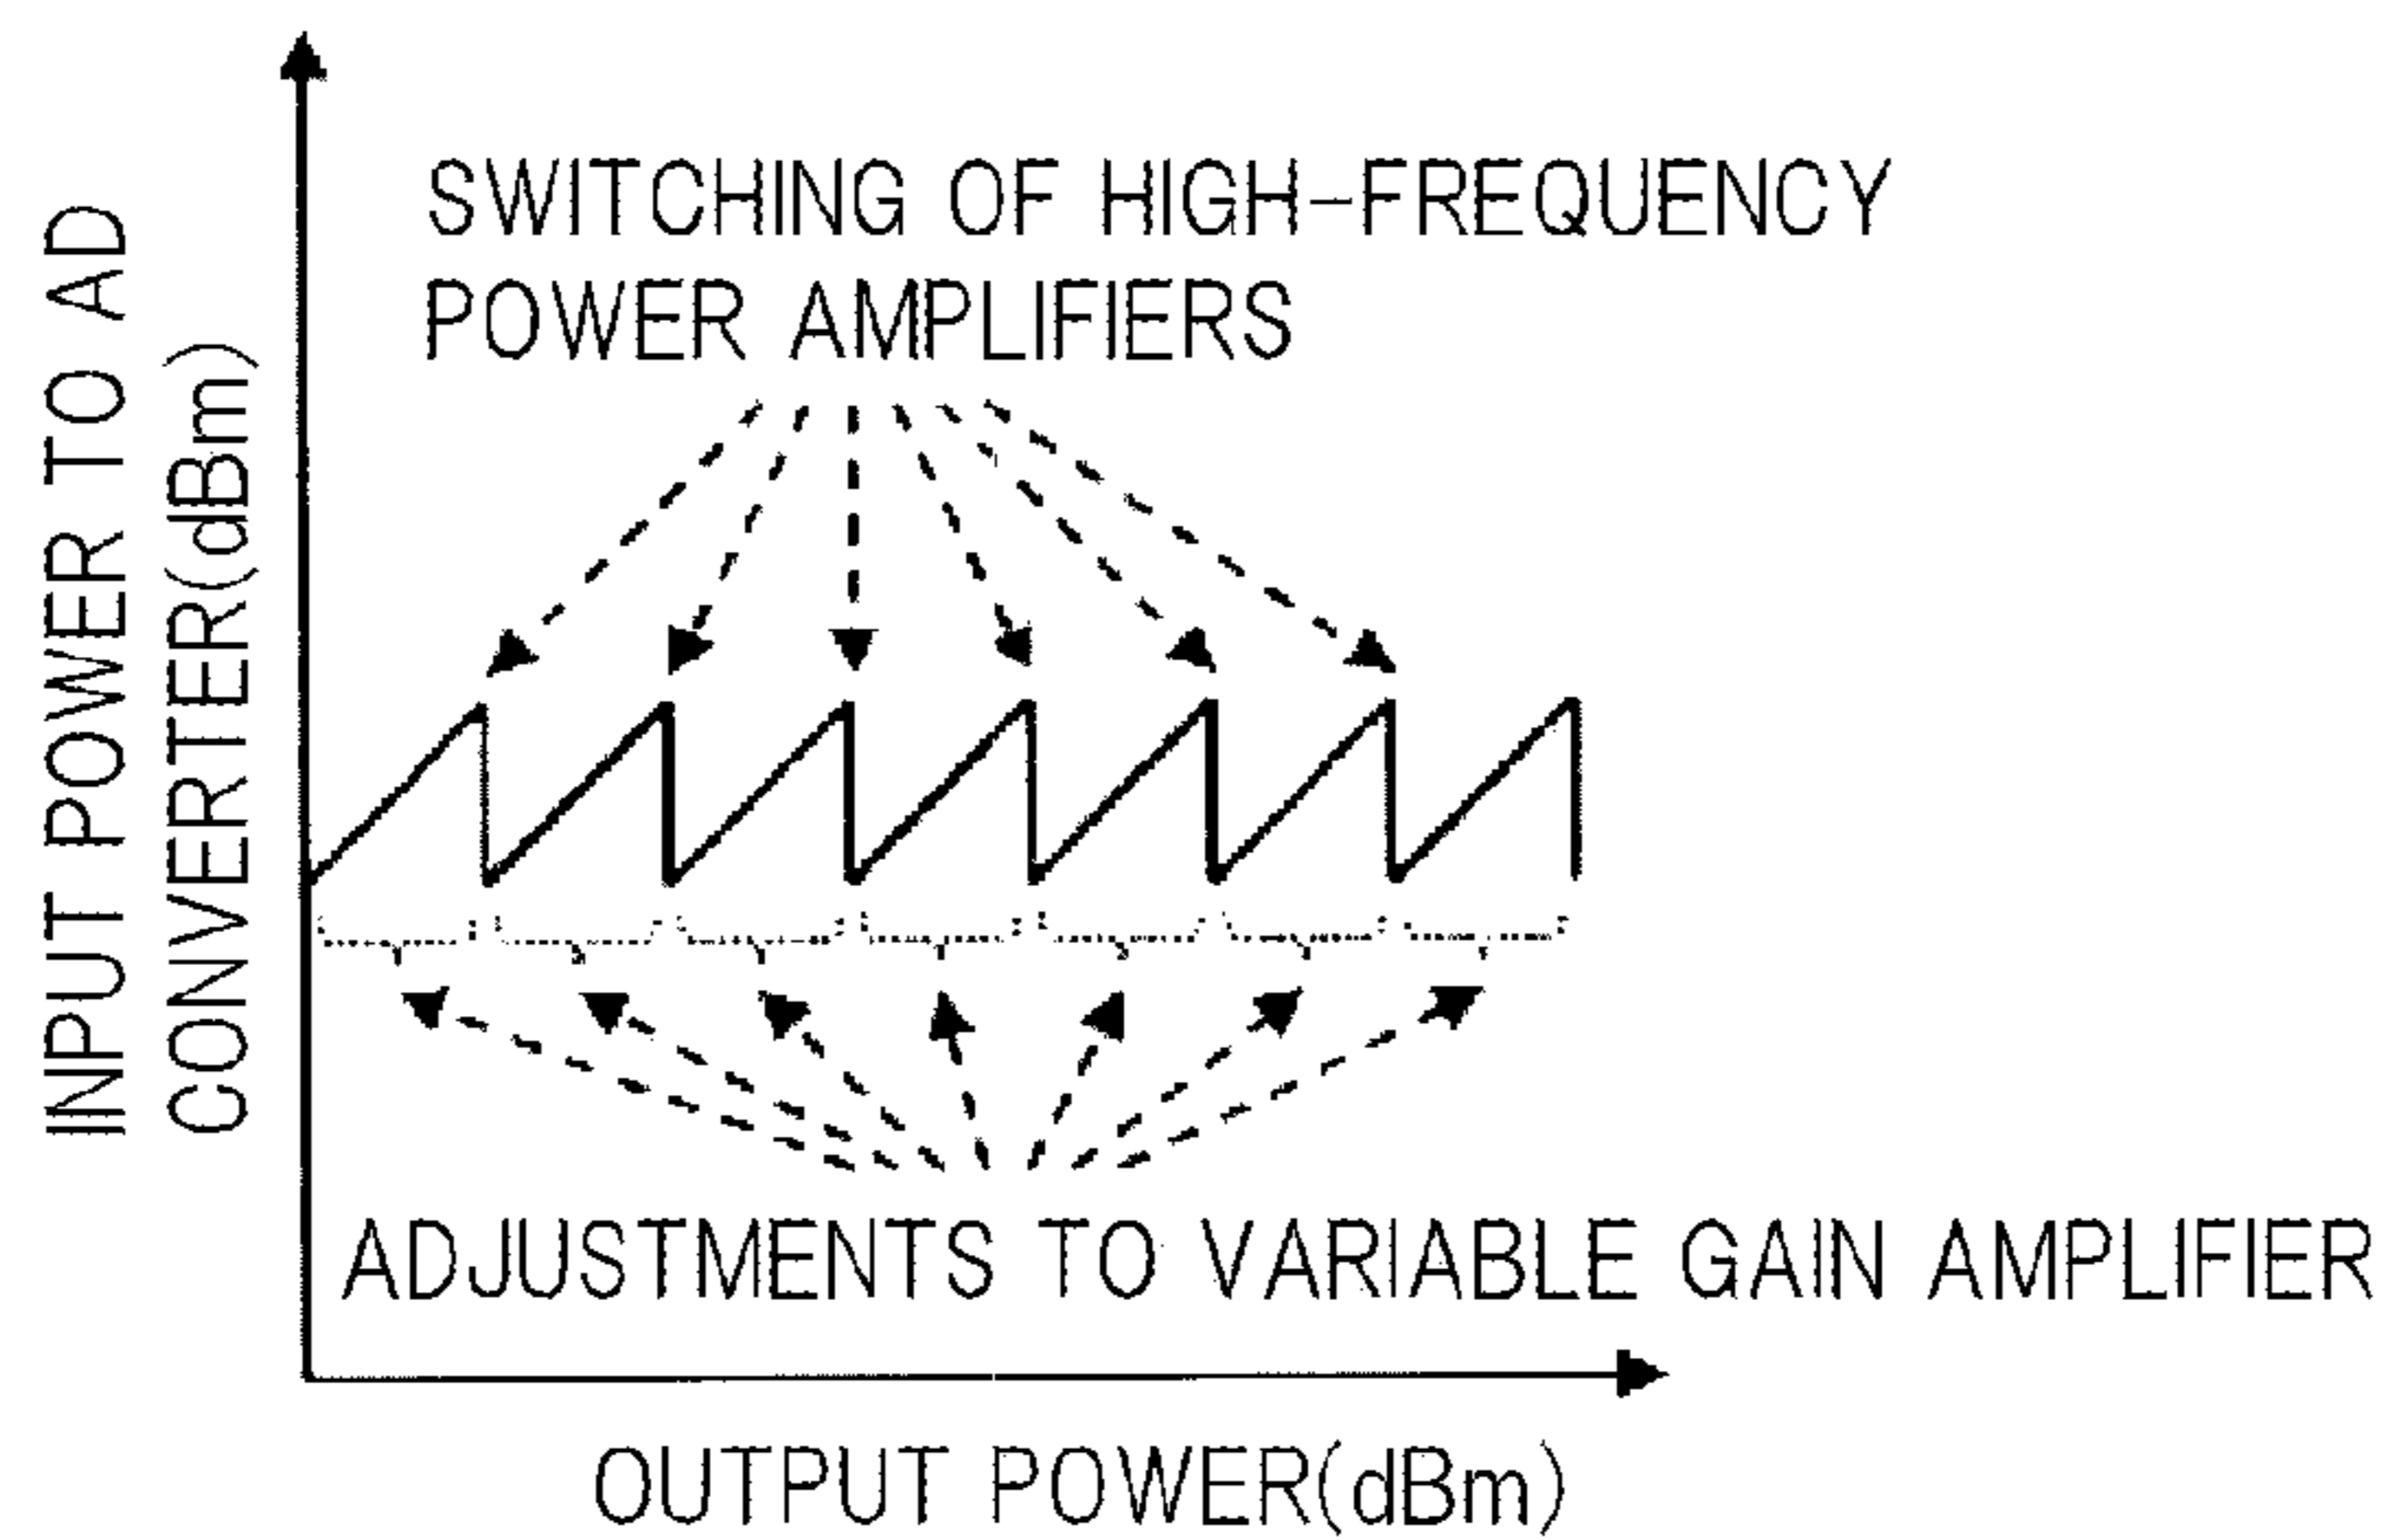 INPUT POWER TO AD
CONVERTER(dBm)
SWITCHING OF HIGH-FREQUENCY
POWER AMPLIFIERS
ADJUSTMENTS TO VARIABLE GAIN AMPLIFIER
OUTPUT POWER(dBm)